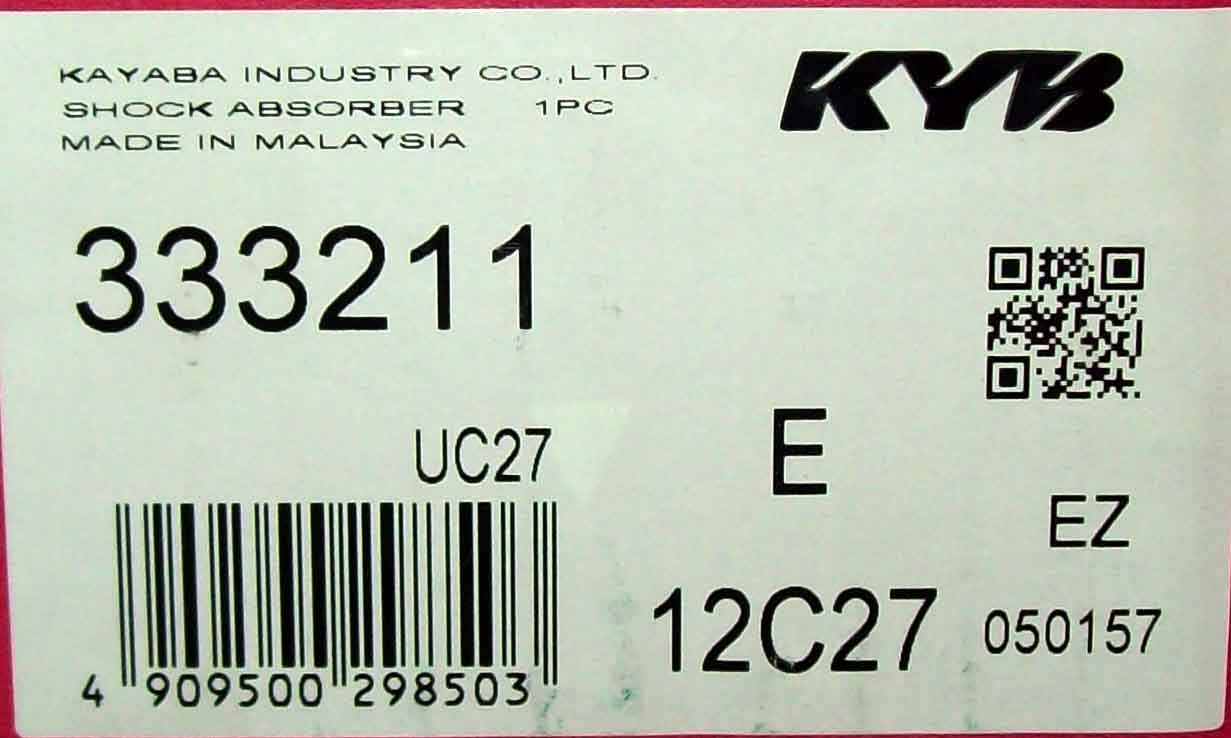 KAYABA INDUSTRY CO.,LTD.
SHOCK ABSORBER 1PC
MADE IN MALAYSIA
KYB
333211
UC27
E
EZ
12C27
050157
4 909500 298503